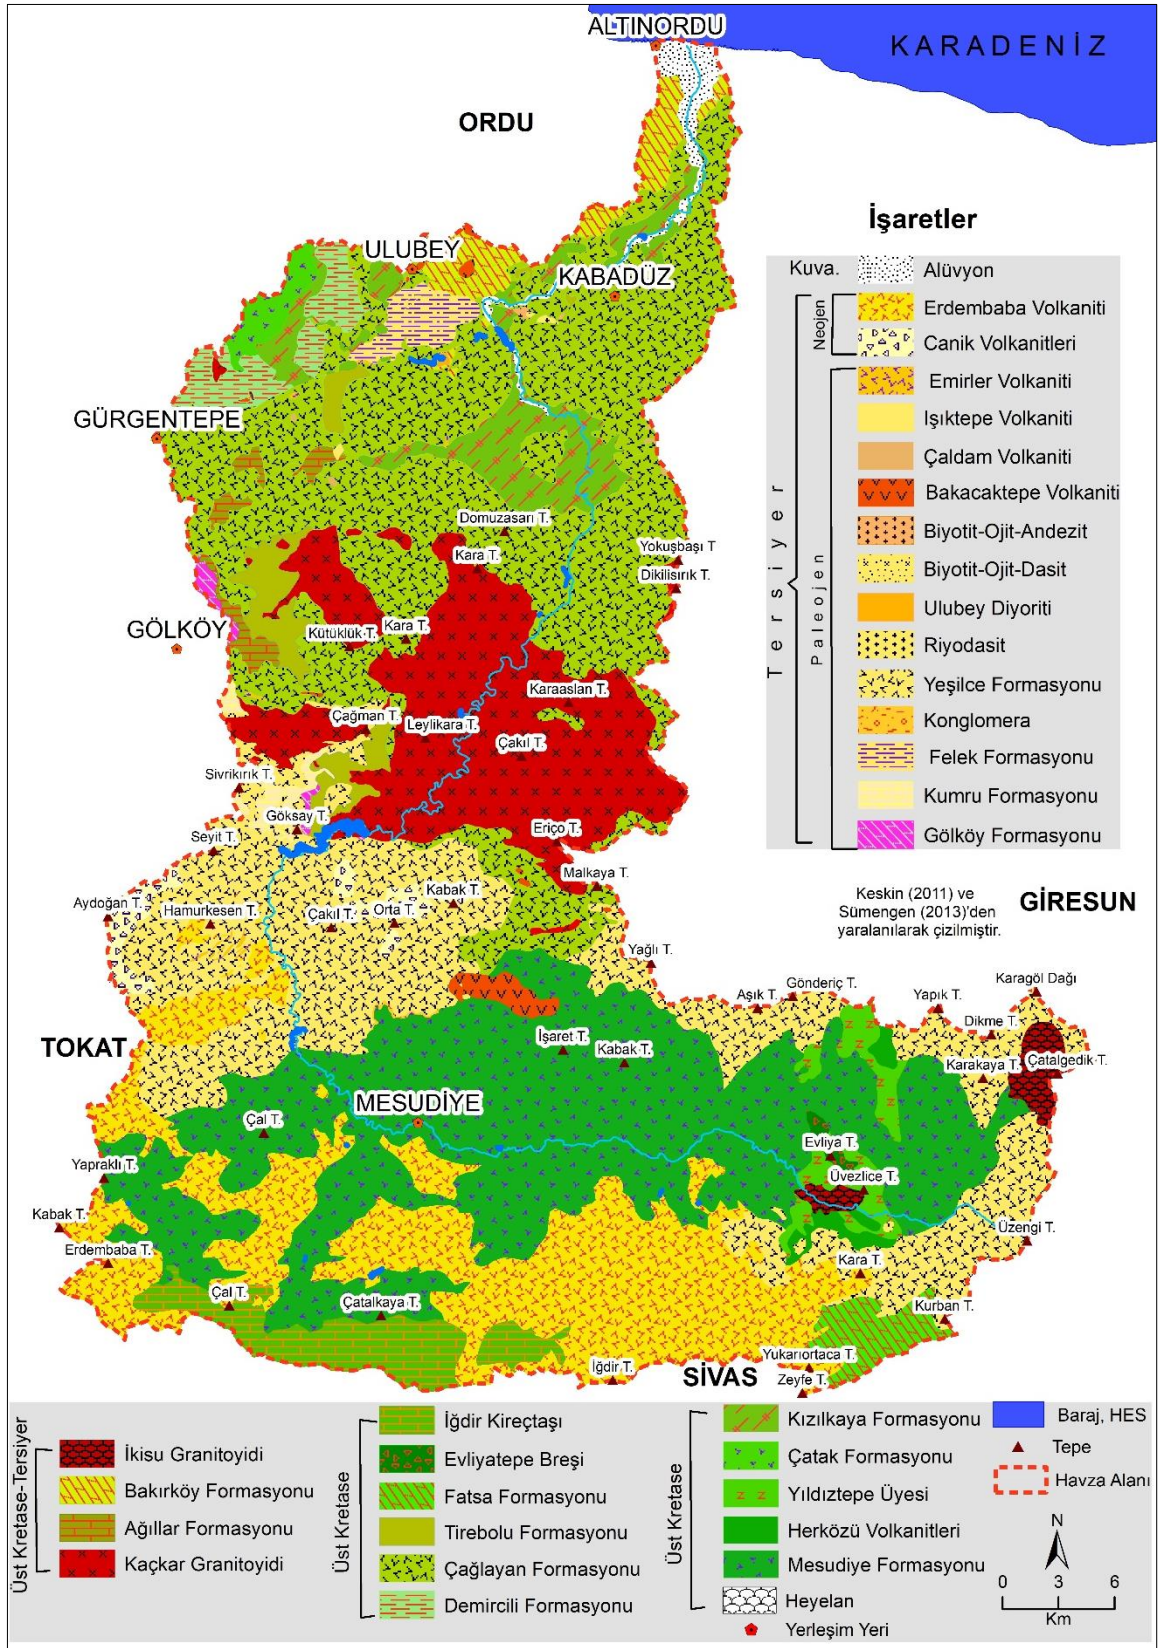 ALTINORDU
KARADENİZ
ORDU
ULUBEY
KABADÜZ
GÜRGENTEPE
Domuzasarı T.
Kara T.
Yokuşbaşı T
Dikilisırık T.
GÖLKÖY
Kütüklük T.
Kara T.
Karaaslan T.
Çağman T.
Leylikara T.
Çakıl T.
Sivrikırık T.
Göksay T.
Seyit T.
Eriço T.
Malkaya T.
Aydoğan T.
Hamurkesen T.
Çakıl T.
Orta T.
Kabak T.
Yağlı T.
Aşık T.
Gönderiç T.
Yapık T.
Karagöl Dağı
Dikme T.
Karakaya T.
Çatalgedik T.
TOKAT
İşaret T.
Kabak T.
MESUDİYE
Çal T.
Evliya T.
Üvezlice T.
Yapraklı T.
Kabak T.
Erdembaba T.
Üzengi T.
Kara T.
Çal T.
Çatalkaya T.
Kurban T.
Yukarıortaca T.
İğdir T.
SİVAS
Zeyfe T.
GİRESUN
Keskin (2011) ve
Sümengen (2013)'den
yaralanılarak çizilmiştir.
İşaretler
Kuva.
Alüvyon
Tersiyer
Neojen
Erdembaba Volkaniti
Canik Volkanitleri
Paleojen
Emirler Volkaniti
Işıktepe Volkaniti
Çaldam Volkaniti
Bakacaktepe Volkaniti
Biyotit-Ojit-Andezit
Biyotit-Ojit-Dasit
Ulubey Diyoriti
Riyodasit
Yeşilce Formasyonu
Konglomera
Felek Formasyonu
Kumru Formasyonu
Gölköy Formasyonu
Üst Kretase-Tersiyer
İkisu Granitoyidi
Bakırköy Formasyonu
Ağıllar Formasyonu
Kaçkar Granitoyidi
Üst Kretase
İğdir Kireçtaşı
Evliyatepe Breşi
Fatsa Formasyonu
Tirebolu Formasyonu
Çağlayan Formasyonu
Demircili Formasyonu
Üst Kretase
Kızılkaya Formasyonu
Çatak Formasyonu
Yıldıztepe Üyesi
Herközü Volkanitleri
Mesudiye Formasyonu
Heyelan
Yerleşim Yeri
Baraj, HES
Tepe
Havza Alanı
N
0 3 6
Km